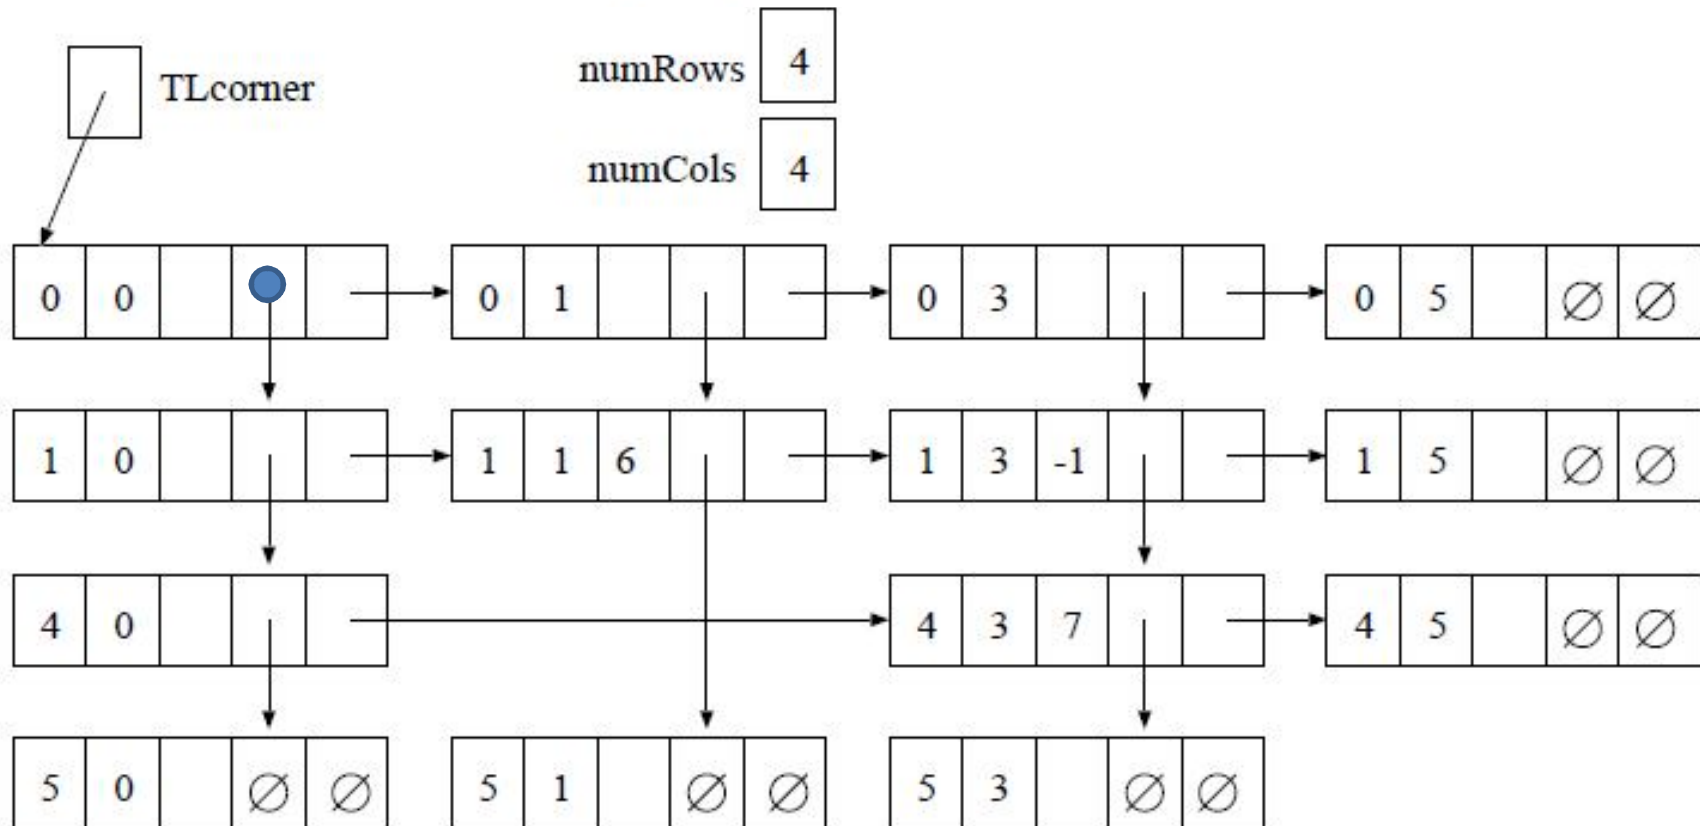 numRows 4
TLcorner
numCols 4
0 0 0 1 0 3 0 5 ∅ ∅
1 0 1 1 6 1 3 -1 1 5 ∅ ∅
4 0 4 3 7 4 5 ∅ ∅
5 0 ∅ ∅ 5 1 ∅ ∅ 5 3 ∅ ∅